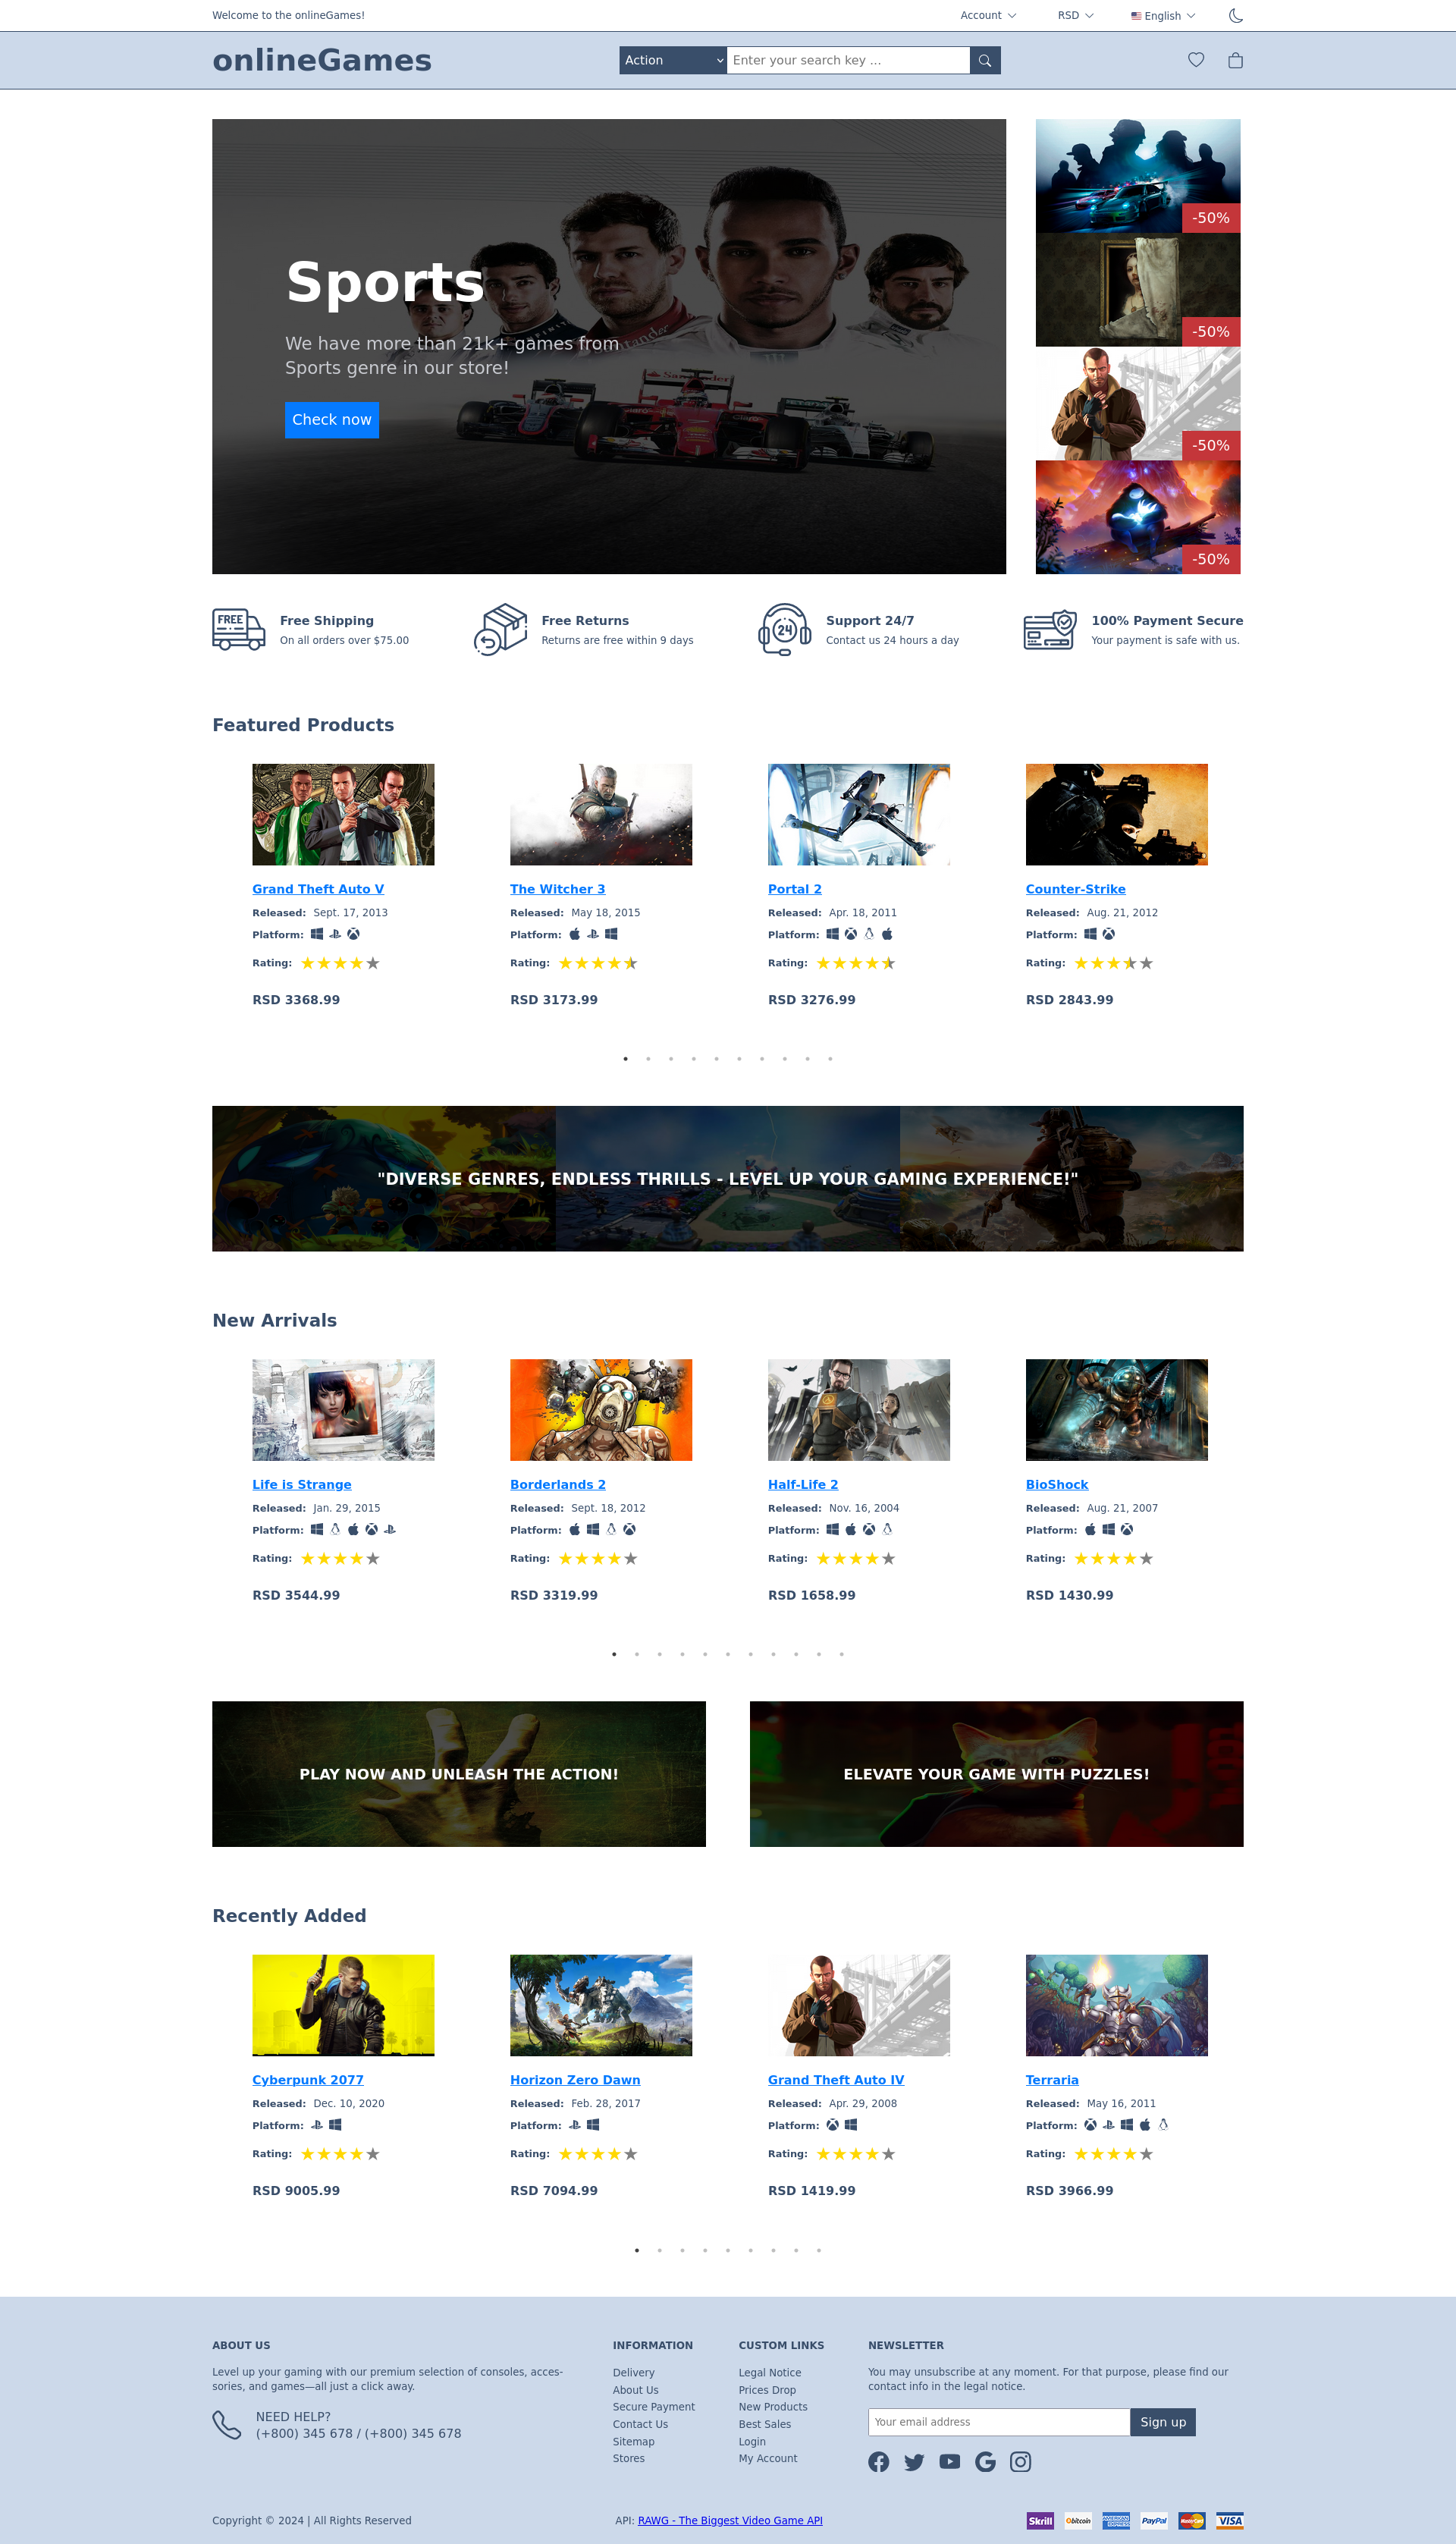 Welcome to the onlineGames!
Account
RSD
English
onlineGames
Action
Enter your search key ...
Sports
We have more than 21k+ games from
Sports genre in our store!
Check now
-50%
-50%
-50%
-50%
FREE
Free Shipping
On all orders over $75.00
Free Returns
Returns are free within 9 days
24
Support 24/7
Contact us 24 hours a day
100% Payment Secure
Your payment is safe with us.
Featured Products
Grand Theft Auto V
Released: Sept. 17, 2013
Platform:
Rating:
RSD 3368.99
The Witcher 3
Released: May 18, 2015
Platform:
Rating:
RSD 3173.99
Portal 2
Released: Apr. 18, 2011
Platform:
Rating:
RSD 3276.99
Counter-Strike
Released: Aug. 21, 2012
Platform:
Rating:
RSD 2843.99
"DIVERSE GENRES, ENDLESS THRILLS - LEVEL UP YOUR GAMING EXPERIENCE!"
New Arrivals
Life is Strange
Released: Jan. 29, 2015
Platform:
Rating:
RSD 3544.99
Borderlands 2
Released: Sept. 18, 2012
Platform:
Rating:
RSD 3319.99
Half-Life 2
Released: Nov. 16, 2004
Platform:
Rating:
RSD 1658.99
BioShock
Released: Aug. 21, 2007
Platform:
Rating:
RSD 1430.99
PLAY NOW AND UNLEASH THE ACTION!
ELEVATE YOUR GAME WITH PUZZLES!
Recently Added
Cyberpunk 2077
Released: Dec. 10, 2020
Platform:
Rating:
RSD 9005.99
Horizon Zero Dawn
Released: Feb. 28, 2017
Platform:
Rating:
RSD 7094.99
Grand Theft Auto IV
Released: Apr. 29, 2008
Platform:
Rating:
RSD 1419.99
Terraria
Released: May 16, 2011
Platform:
Rating:
RSD 3966.99
ABOUT US
Level up your gaming with our premium selection of consoles, acces-
sories, and games—all just a click away.
NEED HELP?
(+800) 345 678 / (+800) 345 678
INFORMATION
Delivery
About Us
Secure Payment
Contact Us
Sitemap
Stores
CUSTOM LINKS
Legal Notice
Prices Drop
New Products
Best Sales
Login
My Account
NEWSLETTER
You may unsubscribe at any moment. For that purpose, please find our
contact info in the legal notice.
Your email address
Sign up
Copyright © 2024 | All Rights Reserved
API: RAWG - The Biggest Video Game API
Skrill
bitcoin
AMERICAN EXPRESS
PayPal
MasterCard
VISA